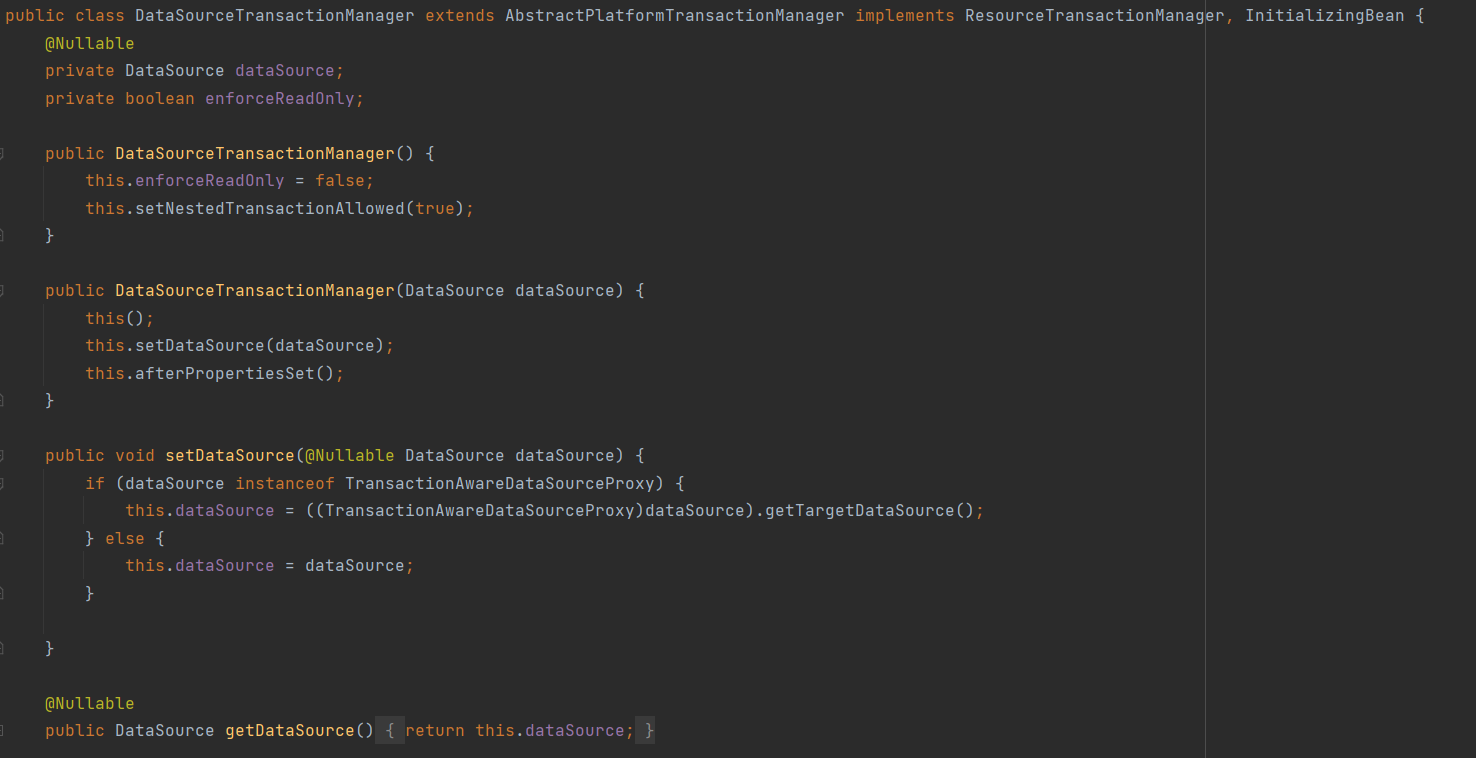 public class DataSourceTransactionManager extends AbstractPlatformTransactionManager implements ResourceTransactionManager, InitializingBean {
    @Nullable
    private DataSource dataSource;
    private boolean enforceReadOnly;

    public DataSourceTransactionManager() {
        this.enforceReadOnly = false;
        this.setNestedTransactionAllowed(true);
    }

    public DataSourceTransactionManager(DataSource dataSource) {
        this();
        this.setDataSource(dataSource);
        this.afterPropertiesSet();
    }

    public void setDataSource(@Nullable DataSource dataSource) {
        if (dataSource instanceof TransactionAwareDataSourceProxy) {
            this.dataSource = ((TransactionAwareDataSourceProxy)dataSource).getTargetDataSource();
        } else {
            this.dataSource = dataSource;
        }

    }

    @Nullable
    public DataSource getDataSource() { return this.dataSource; }